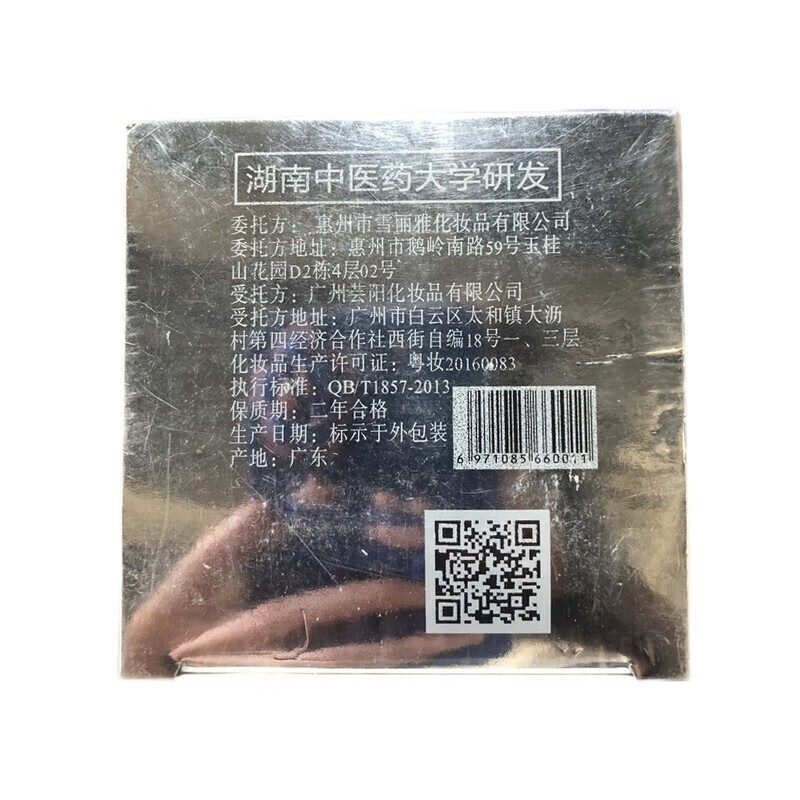 湖南中医药大学研发
委托方：惠州市雪丽雅化妆品有限公司
委托方地址：惠州市鹅岭南路59号玉桂
山花园D2栋4层02号
受托方：广州芸阳化妆品有限公司
受托方地址：广州市白云区太和镇大沥
村第四经济合作社西街自编18号一、三层
化妆品生产许可证：粤妆20160083
执行标准：QB/T1857-2013
保质期：二年合格
生产日期：标示于外包装
产地：广东
6 971085 660011